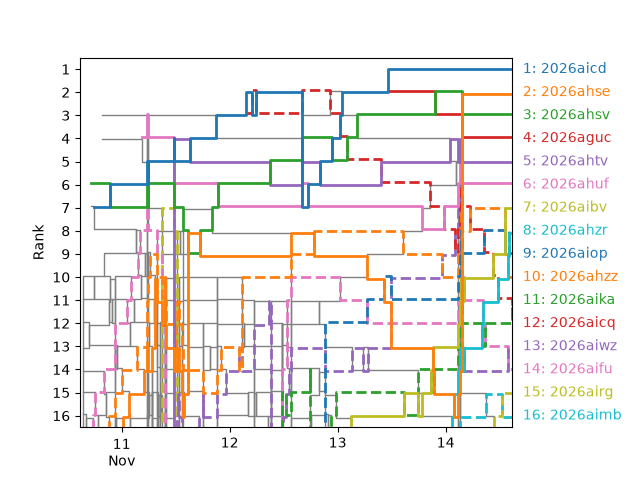 1
2
3
4
5
6
7
8
9
10
11
12
13
14
15
16
Rank
11
12
13
14
Nov
1: 2026aicd
2: 2026ahse
3: 2026ahsv
4: 2026aguc
5: 2026ahtv
6: 2026ahuf
7: 2026aibv
8: 2026ahzr
9: 2026aiop
10: 2026ahzz
11: 2026aika
12: 2026aicq
13: 2026aiwz
14: 2026aifu
15: 2026airg
16: 2026aimb